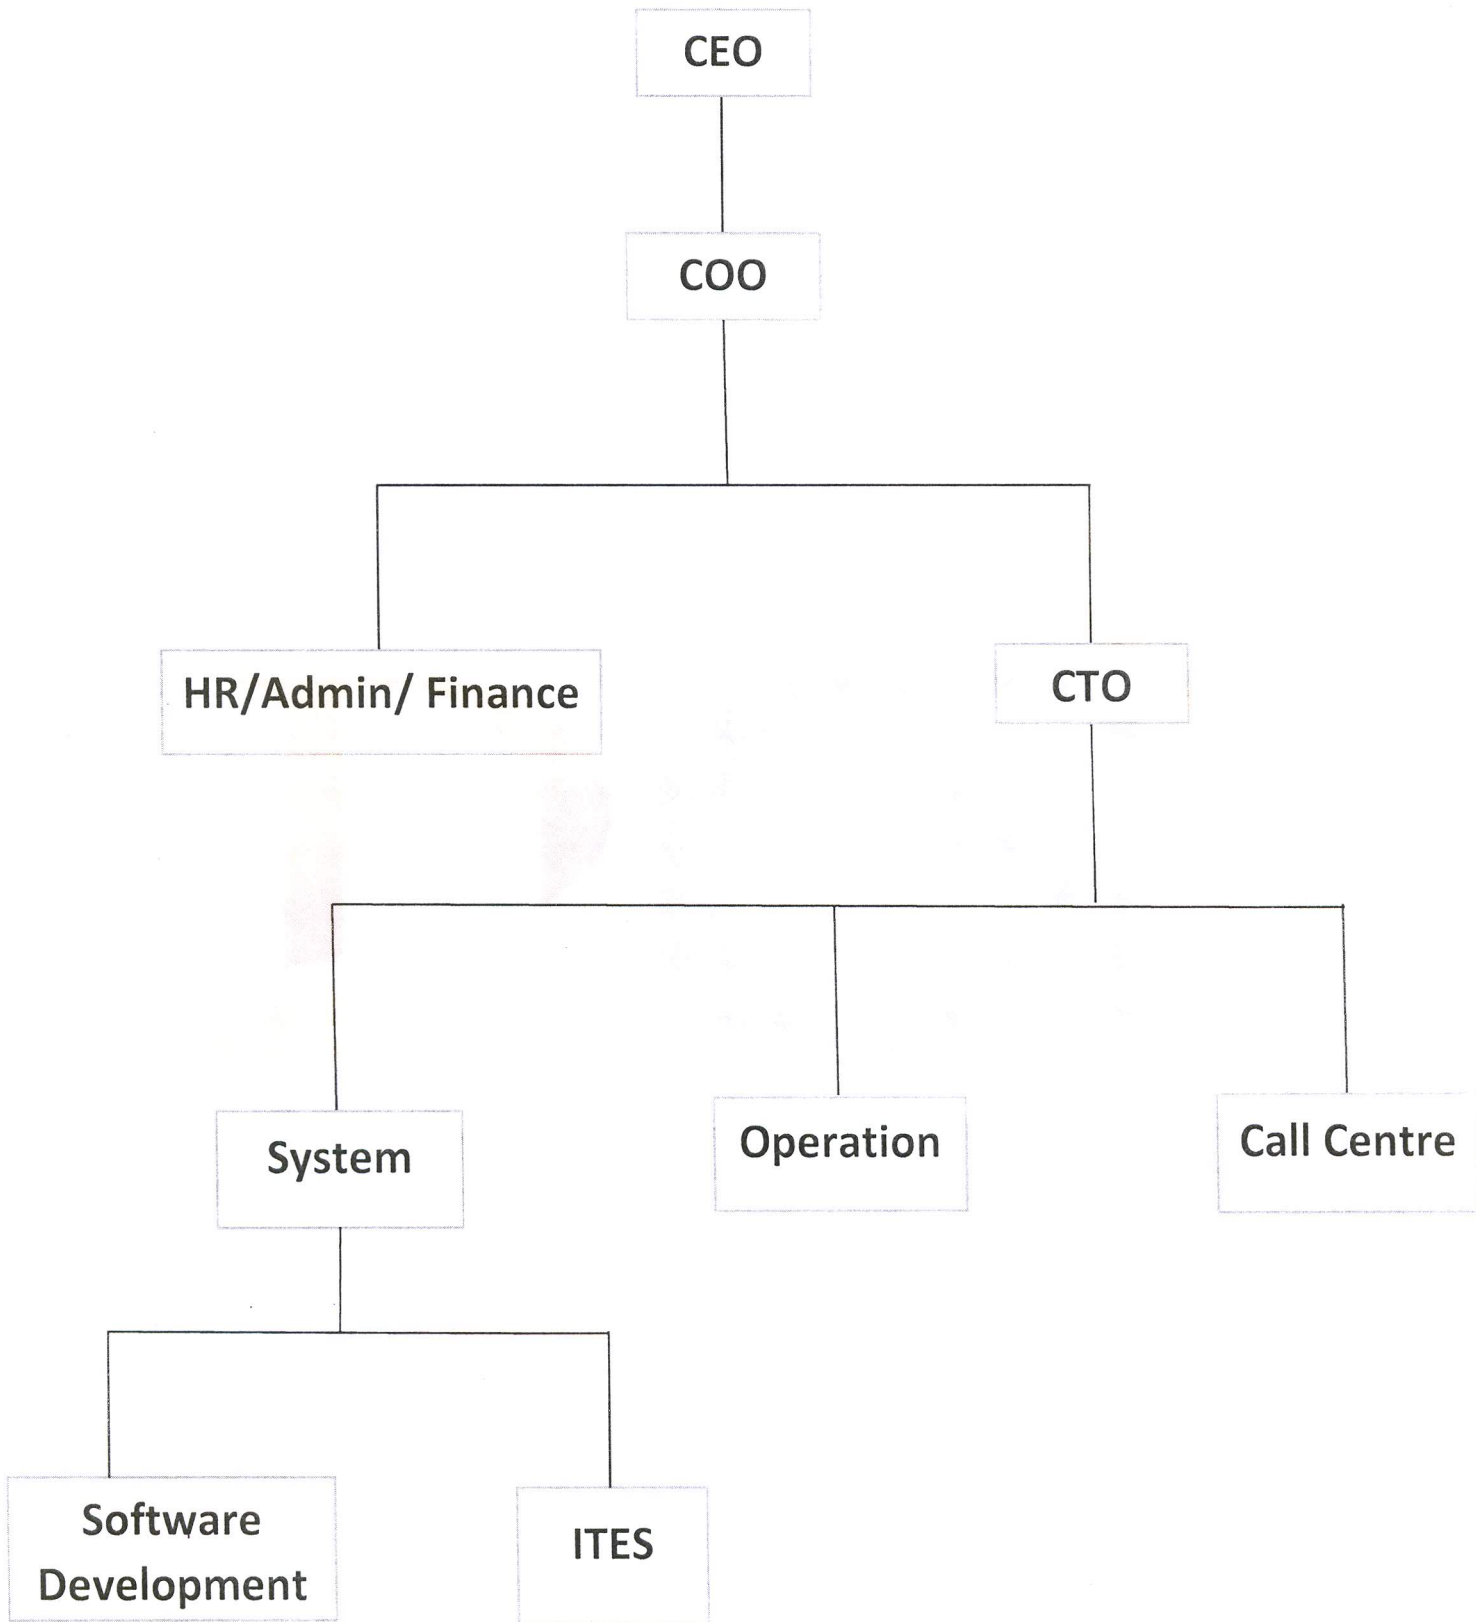 CEO
COO
HR/Admin/ Finance
CTO
System
Operation
Call Centre
Software
Development
ITES